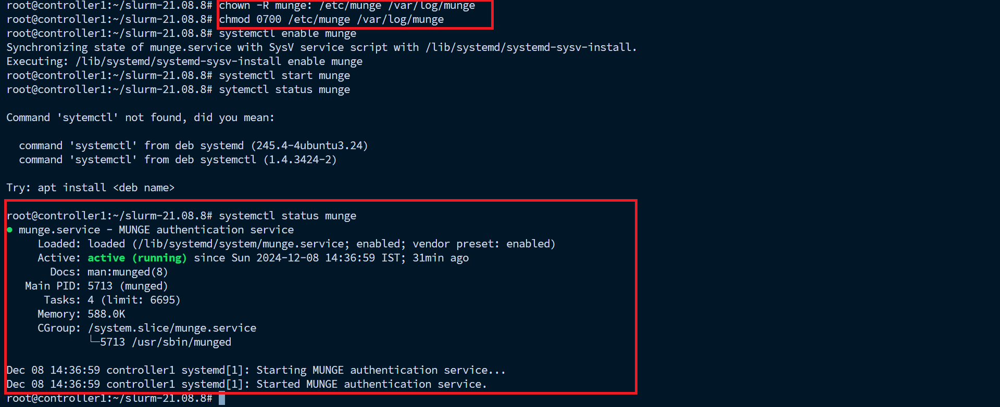 root@controller1:~/slurm-21.08.8# chown -R munge: /etc/munge /var/log/munge
root@controller1:~/slurm-21.08.8# chmod 0700 /etc/munge /var/log/munge
root@controller1:~/slurm-21.08.8# systemctl enable munge
Synchronizing state of munge.service with SysV service script with /lib/systemd/systemd-sysv-install.
Executing: /lib/systemd/systemd-sysv-install enable munge
root@controller1:~/slurm-21.08.8# systemctl start munge
root@controller1:~/slurm-21.08.8# sytemctl status munge
Command 'sytemctl' not found, did you mean:
command 'systemctl' from deb systemd (245.4-4ubuntu3.24)
command 'systemctl' from deb systemctl (1.4.3424-2)
Try: apt install <deb name>
root@controller1:~/slurm-21.08.8# systemctl status munge
● munge.service - MUNGE authentication service
Loaded: loaded (/lib/systemd/system/munge.service; enabled; vendor preset: enabled)
Active: active (running) since Sun 2024-12-08 14:36:59 IST; 31min ago
Docs: man:munged(8)
Main PID: 5713 (munged)
Tasks: 4 (limit: 6695)
Memory: 588.0K
CGroup: /system.slice/munge.service
└─5713 /usr/sbin/munged
Dec 08 14:36:59 controller1 systemd[1]: Starting MUNGE authentication service...
Dec 08 14:36:59 controller1 systemd[1]: Started MUNGE authentication service.
root@controller1:~/slurm-21.08.8#